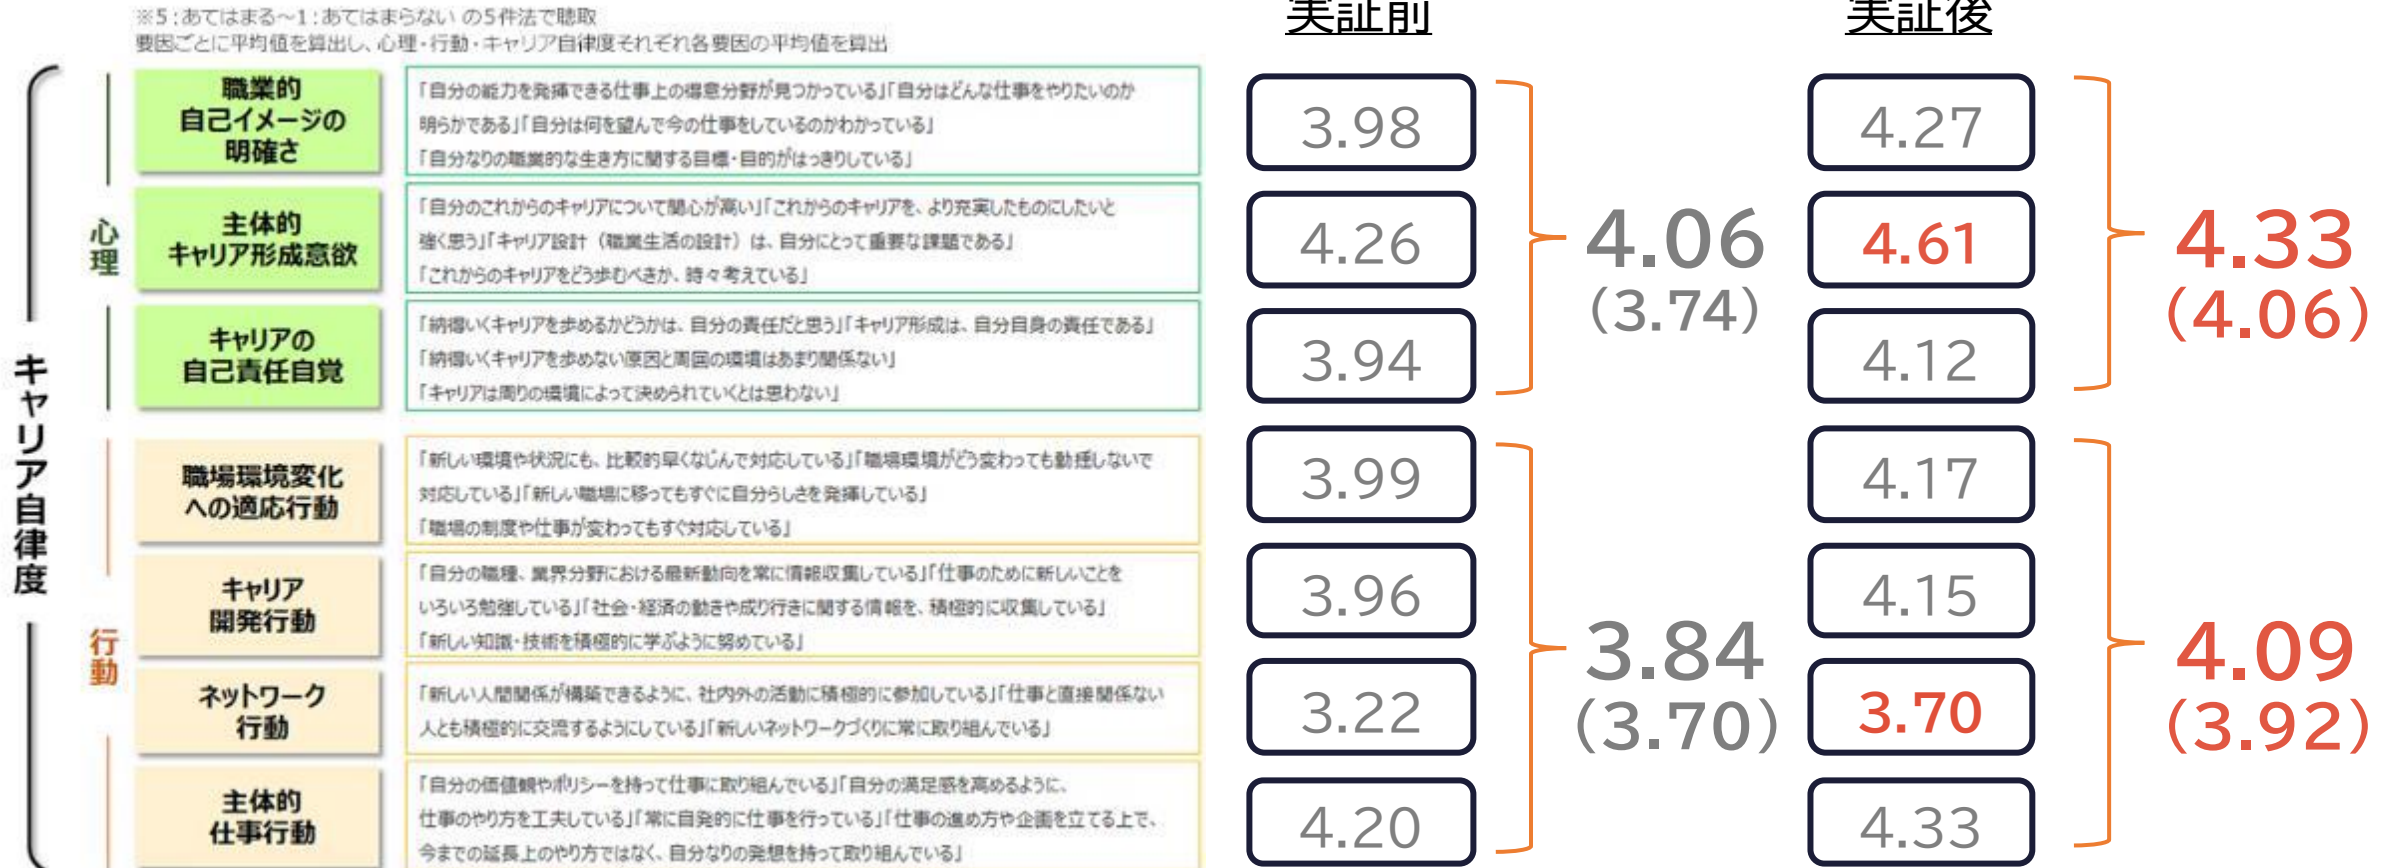 ※5:あてはまる～1:あてはまらない の5件法で聴取
要因ごとに平均値を算出し、心理・行動・キャリア自律度それぞれ各要因の平均値を算出
実証前
実証後
キャリア自律度
心理
職業的
自己イメージの
明確さ
「自分の能力を発揮できる仕事上の得意分野が見つかっている」「自分はどんな仕事をやりたいのか
明らかである」「自分は何を望んで今の仕事をしているのかわかっている」
「自分なりの職業的な生き方に関する目標・目的がはっきりしている」
3.98
4.27
主体的
キャリア形成意欲
「自分のこれからのキャリアについて関心が高い」「これからのキャリアを、より充実したものにしたいと
強く思う」「キャリア設計（職業生活の設計）は、自分にとって重要な課題である」
「これからのキャリアをどう歩むべきか、時々考えている」
4.26
4.06
(3.74)
4.61
4.33
(4.06)
キャリアの
自己責任自覚
「納得いくキャリアを歩めるかどうかは、自分の責任だと思う」「キャリア形成は、自分自身の責任である」
「納得いくキャリアを歩めない原因と周囲の環境はあまり関係ない」
「キャリアは周りの環境によって決められていくとは思わない」
3.94
4.12
行動
職場環境変化
への適応行動
「新しい環境や状況にも、比較的早くなじんで対応している」「職場環境がどう変わっても動揺しないで
対応している」「新しい職場に移ってもすぐに自分らしさを発揮している」
「職場の制度や仕事が変わってもすぐ対応している」
3.99
4.17
キャリア
開発行動
「自分の職種、業界分野における最新動向を常に情報収集している」「仕事のために新しいことを
いろいろ勉強している」「社会・経済の動きや成り行きに関する情報を、積極的に収集している」
「新しい知識・技術を積極的に学ぶように努めている」
3.96
4.15
3.84
(3.70)
4.09
(3.92)
ネットワーク
行動
「新しい人間関係が構築できるように、社内外の活動に積極的に参加している」「仕事と直接関係ない
人とも積極的に交流するようにしている」「新しいネットワークづくりに常に取り組んでいる」
3.22
3.70
主体的
仕事行動
「自分の価値観やポリシーを持って仕事に取り組んでいる」「自分の満足感を高めるように、
仕事のやり方を工夫している」「常に自発的に仕事を行っている」「仕事の進め方や企画を立てる上で、
今までの延長上のやり方ではなく、自分なりの発想を持って取り組んでいる」
4.20
4.33